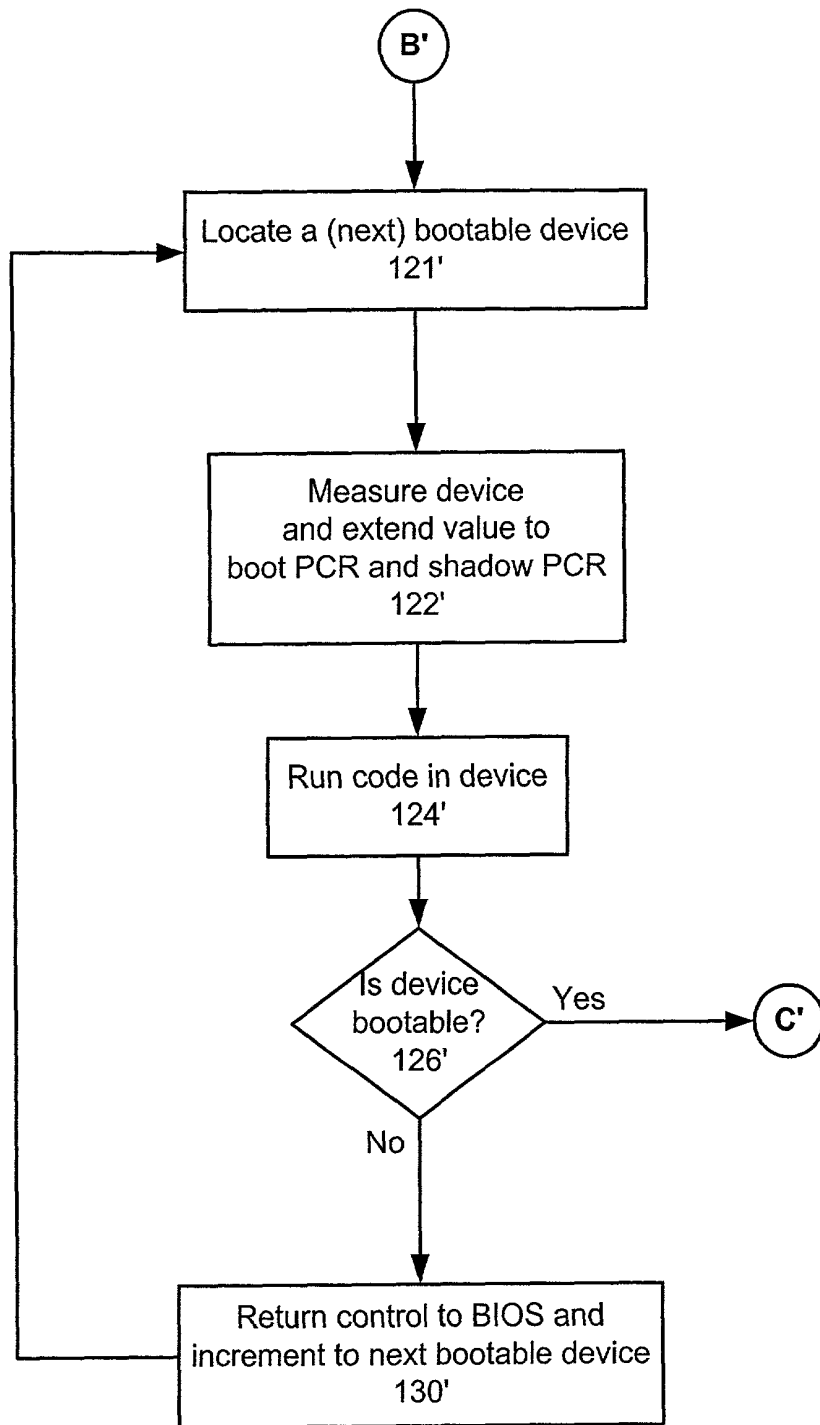 B'
Locate a (next) bootable device
121'
Measure device
and extend value to
boot PCR and shadow PCR
122'
Run code in device
124'
Is device
bootable?
126'
Yes
C'
No
Return control to BIOS and
increment to next bootable device
130'